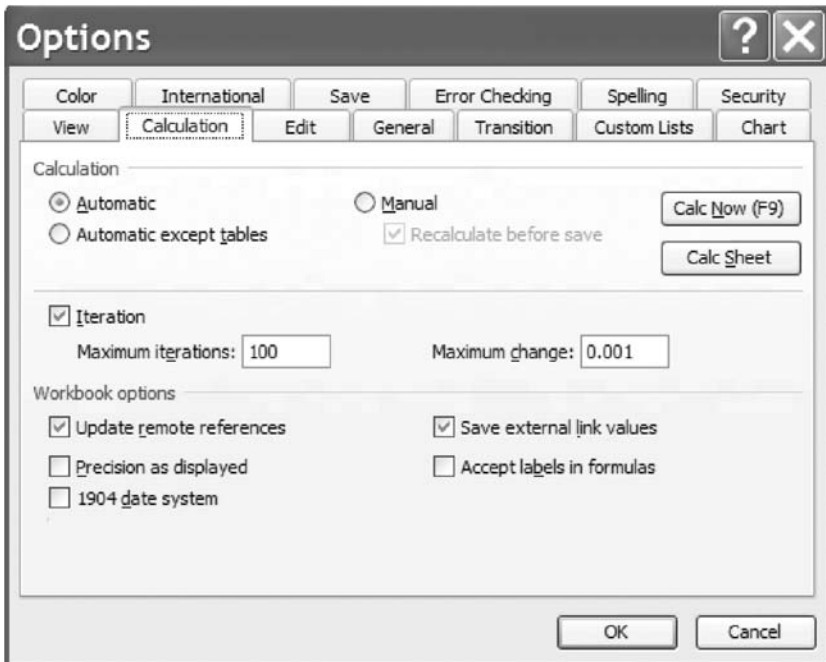 Options
Color International Save Error Checking Spelling Security
View Calculation Edit General Transition Custom Lists Chart
Calculation
Automatic Manual Calc Now (F9)
Automatic except tables Recalculate before save
Calc Sheet
Iteration
Maximum iterations: 100 Maximum change: 0.001
Workbook options
Update remote references Save external link values
Precision as displayed Accept labels in formulas
1904 date system
OK Cancel